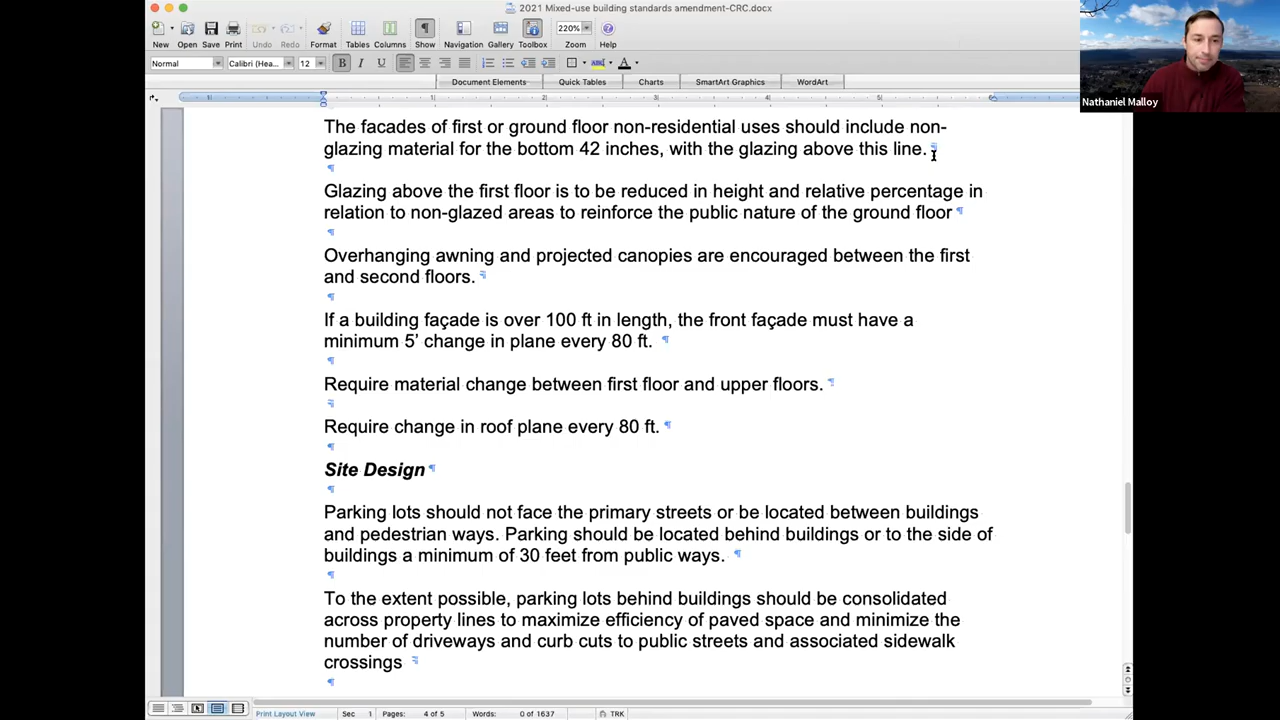 2021 Mixed-use building standards amendment-CRC.docx
220%
New Open Save Print Undo Redo Format Tables Columns Show Navigation Gallery Toolbox Zoom Help
Normal Calibri (Hea... 12 B I U
Document Elements Quick Tables Charts SmartArt Graphics WordArt
Nathaniel Malloy
The facades of first or ground floor non-residential uses should include non-
glazing material for the bottom 42 inches, with the glazing above this line.
Glazing above the first floor is to be reduced in height and relative percentage in
relation to non-glazed areas to reinforce the public nature of the ground floor
Overhanging awning and projected canopies are encouraged between the first
and second floors.
If a building façade is over 100 ft in length, the front façade must have a
minimum 5’ change in plane every 80 ft.
Require material change between first floor and upper floors.
Require change in roof plane every 80 ft.
Site Design
Parking lots should not face the primary streets or be located between buildings
and pedestrian ways. Parking should be located behind buildings or to the side of
buildings a minimum of 30 feet from public ways.
To the extent possible, parking lots behind buildings should be consolidated
across property lines to maximize efficiency of paved space and minimize the
number of driveways and curb cuts to public streets and associated sidewalk
crossings
Print Layout View Sec 1 Pages: 4 of 5 Words: 0 of 1637 TRK